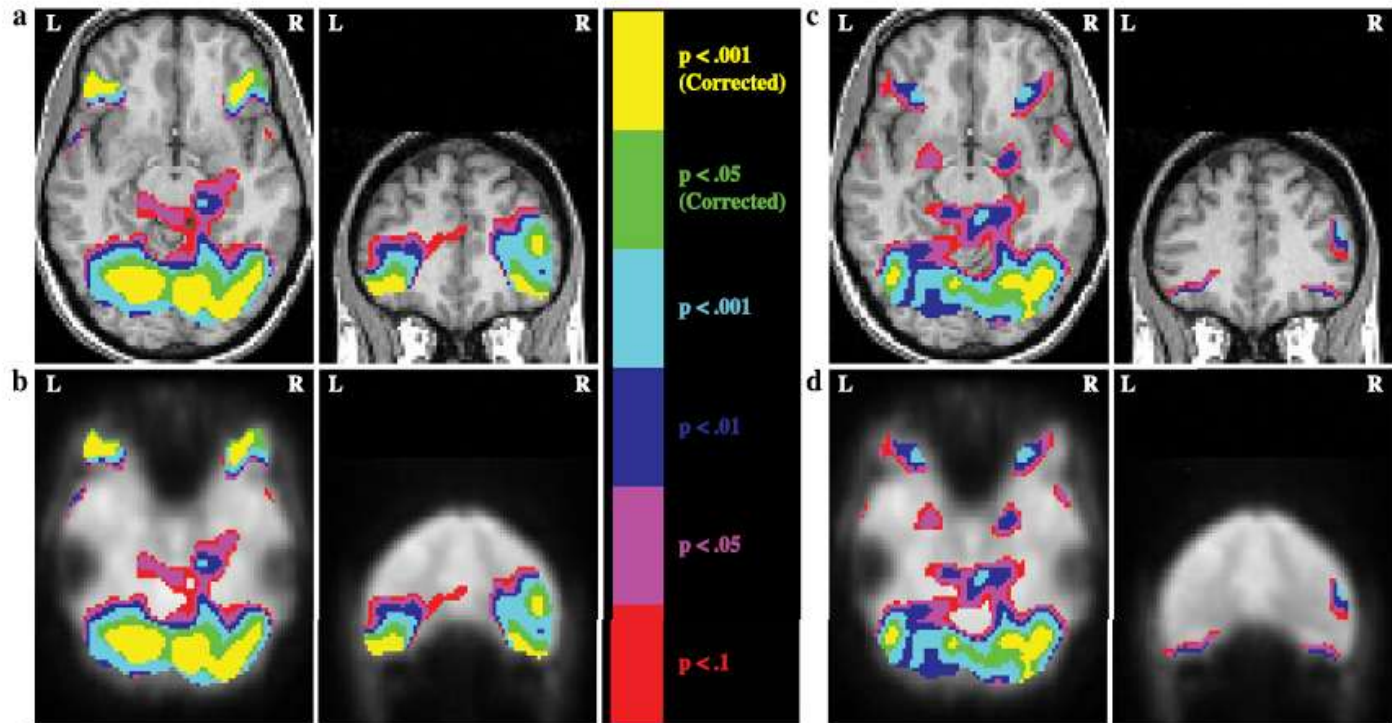 a L R L R
p < .001
(Corrected)
p < .05
(Corrected)
p < .001
p < .01
p < .05
p < .1
c L R L R
b L R L R
d L R L R